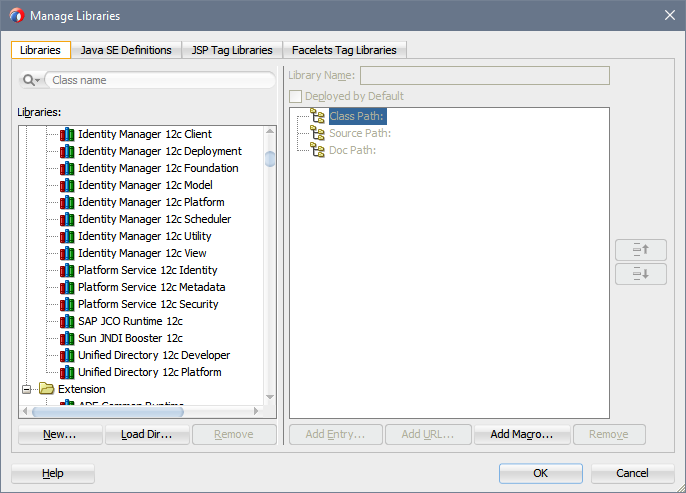 Manage Libraries
Libraries
Java SE Definitions
JSP Tag Libraries
Facelets Tag Libraries
Class name
Libraries:
Identity Manager 12c Client
Identity Manager 12c Deployment
Identity Manager 12c Foundation
Identity Manager 12c Model
Identity Manager 12c Platform
Identity Manager 12c Scheduler
Identity Manager 12c Utility
Identity Manager 12c View
Platform Service 12c Identity
Platform Service 12c Metadata
Platform Service 12c Security
SAP JCO Runtime 12c
Sun JNDI Booster 12c
Unified Directory 12c Developer
Unified Directory 12c Platform
Extension
ADF Common Runtime
New...
Load Dir...
Remove
Library Name:
Deployed by Default
Class Path:
Source Path:
Doc Path:
Add Entry...
Add URL...
Add Macro...
Remove
Help
OK
Cancel